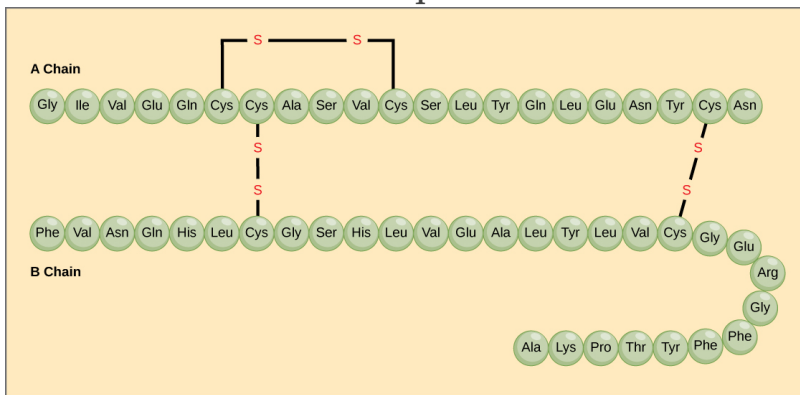 S S
A Chain
Gly Ile Val Glu Gln Cys Cys Ala Ser Val Cys Ser Leu Tyr Gln Leu Glu Asn Tyr Cys Asn
S S
S S
Phe Val Asn Gln His Leu Cys Gly Ser His Leu Val Glu Ala Leu Tyr Leu Val Cys Gly Glu
B Chain
Arg
Gly
Ala Lys Pro Thr Tyr Phe Phe